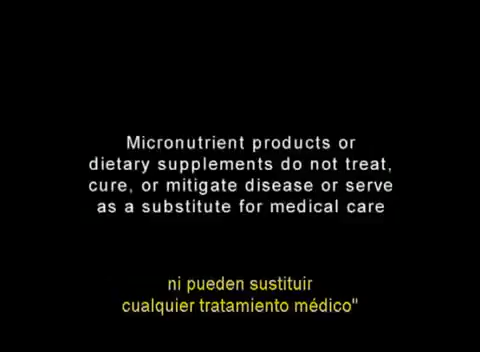 Micronutrient products or
dietary supplements do not treat,
cure, or mitigate disease or serve
as a substitute for medical care
ni pueden sustituir
cualquier tratamiento médico"